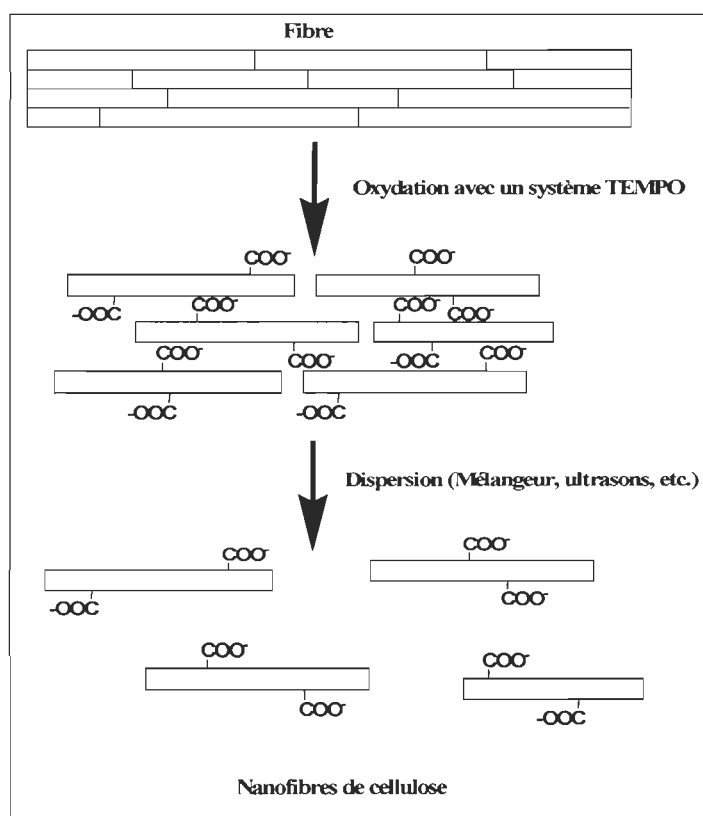 Fibre
Oxydation avec un système TEMPO
COO⁻ COO⁻
-OOC COO⁻ COO⁻ COO⁻
COO⁻ COO⁻ -OOC COO⁻
-OOC -OOC
Dispersion (Mélangeur, ultrasons, etc.)
COO⁻ COO⁻
-OOC COO⁻
COO⁻ COO⁻
COO⁻ -OOC
Nanofibres de cellulose